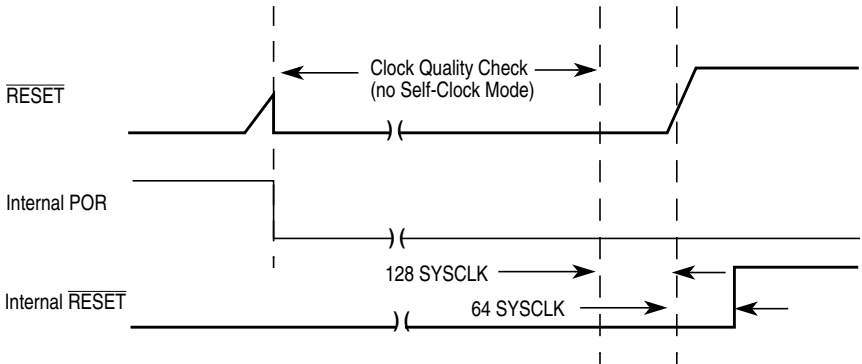 Clock Quality Check
(no Self-Clock Mode)
RESET
)(
Internal POR
)(
128 SYSCLK
Internal RESET
64 SYSCLK
)(